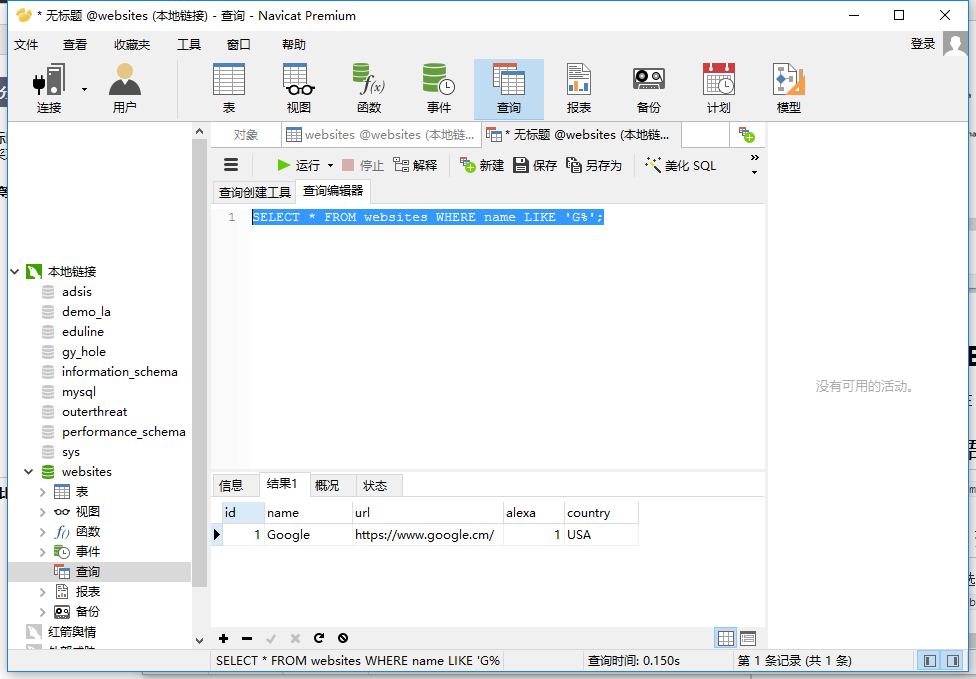 * 无标题 @websites (本地链接) - 查询 - Navicat Premium
文件 查看 收藏夹 工具 窗口 帮助 登录
连接 用户 表 视图 函数 事件 查询 报表 备份 计划 模型
对象 websites @websites (本地链... * 无标题 @websites (本地链...
运行 停止 解释 新建 保存 另存为 美化 SQL
查询创建工具 查询编辑器
1 SELECT * FROM websites WHERE name LIKE 'G%';
本地链接
adsis
demo_la
eduline
gy_hole
information_schema
mysql
outerthreat
performance_schema
sys
websites
表
视图
函数
事件
查询
报表
备份
红箭舆情
没有可用的活动。
信息 结果1 概况 状态
id name url alexa country
1 Google https://www.google.cm/ 1 USA
SELECT * FROM websites WHERE name LIKE 'G% 查询时间: 0.150s 第 1 条记录 (共 1 条)